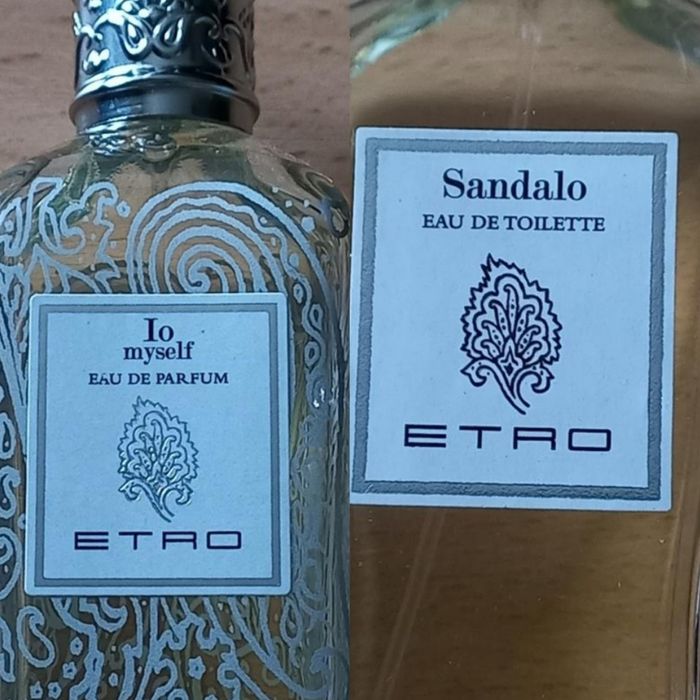 Io
myself
EAU DE PARFUM
ETRO
Sandalo
EAU DE TOILETTE
ETRO